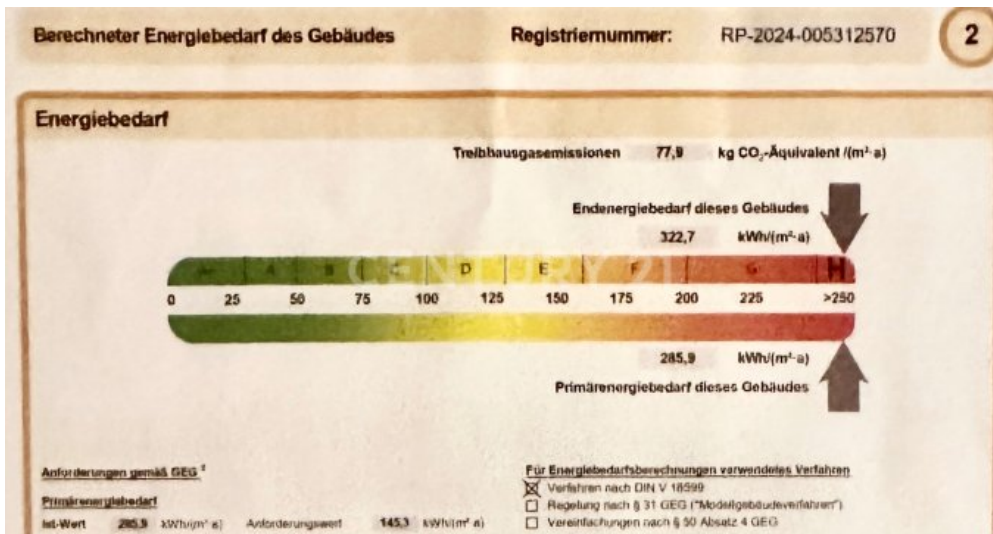 Berechneter Energiebedarf des Gebäudes Registriernummer: RP-2024-005312570 2
Energiebedarf
Treibhausgasemissionen 77,9 kg CO₂-Äquivalent /(m²·a)
Endenergiebedarf dieses Gebäudes
322,7 kWh/(m²·a)
A+ A B C D E F G H
CENTURY 21
0 25 50 75 100 125 150 175 200 225 >250
285,9 kWh/(m²·a)
Primärenergiebedarf dieses Gebäudes
Anforderungen gemäß GEG ² Für Energiebedarfsberechnungen verwendetes Verfahren
Primärenergiebedarf Verfahren nach DIN V 18599
Regelung nach § 31 GEG ("Modellgebäudeverfahren")
Ist-Wert 285,9 kWh/(m²·a) Anforderungswert 145,3 kWh/(m²·a) Vereinfachungen nach § 50 Absatz 4 GEG